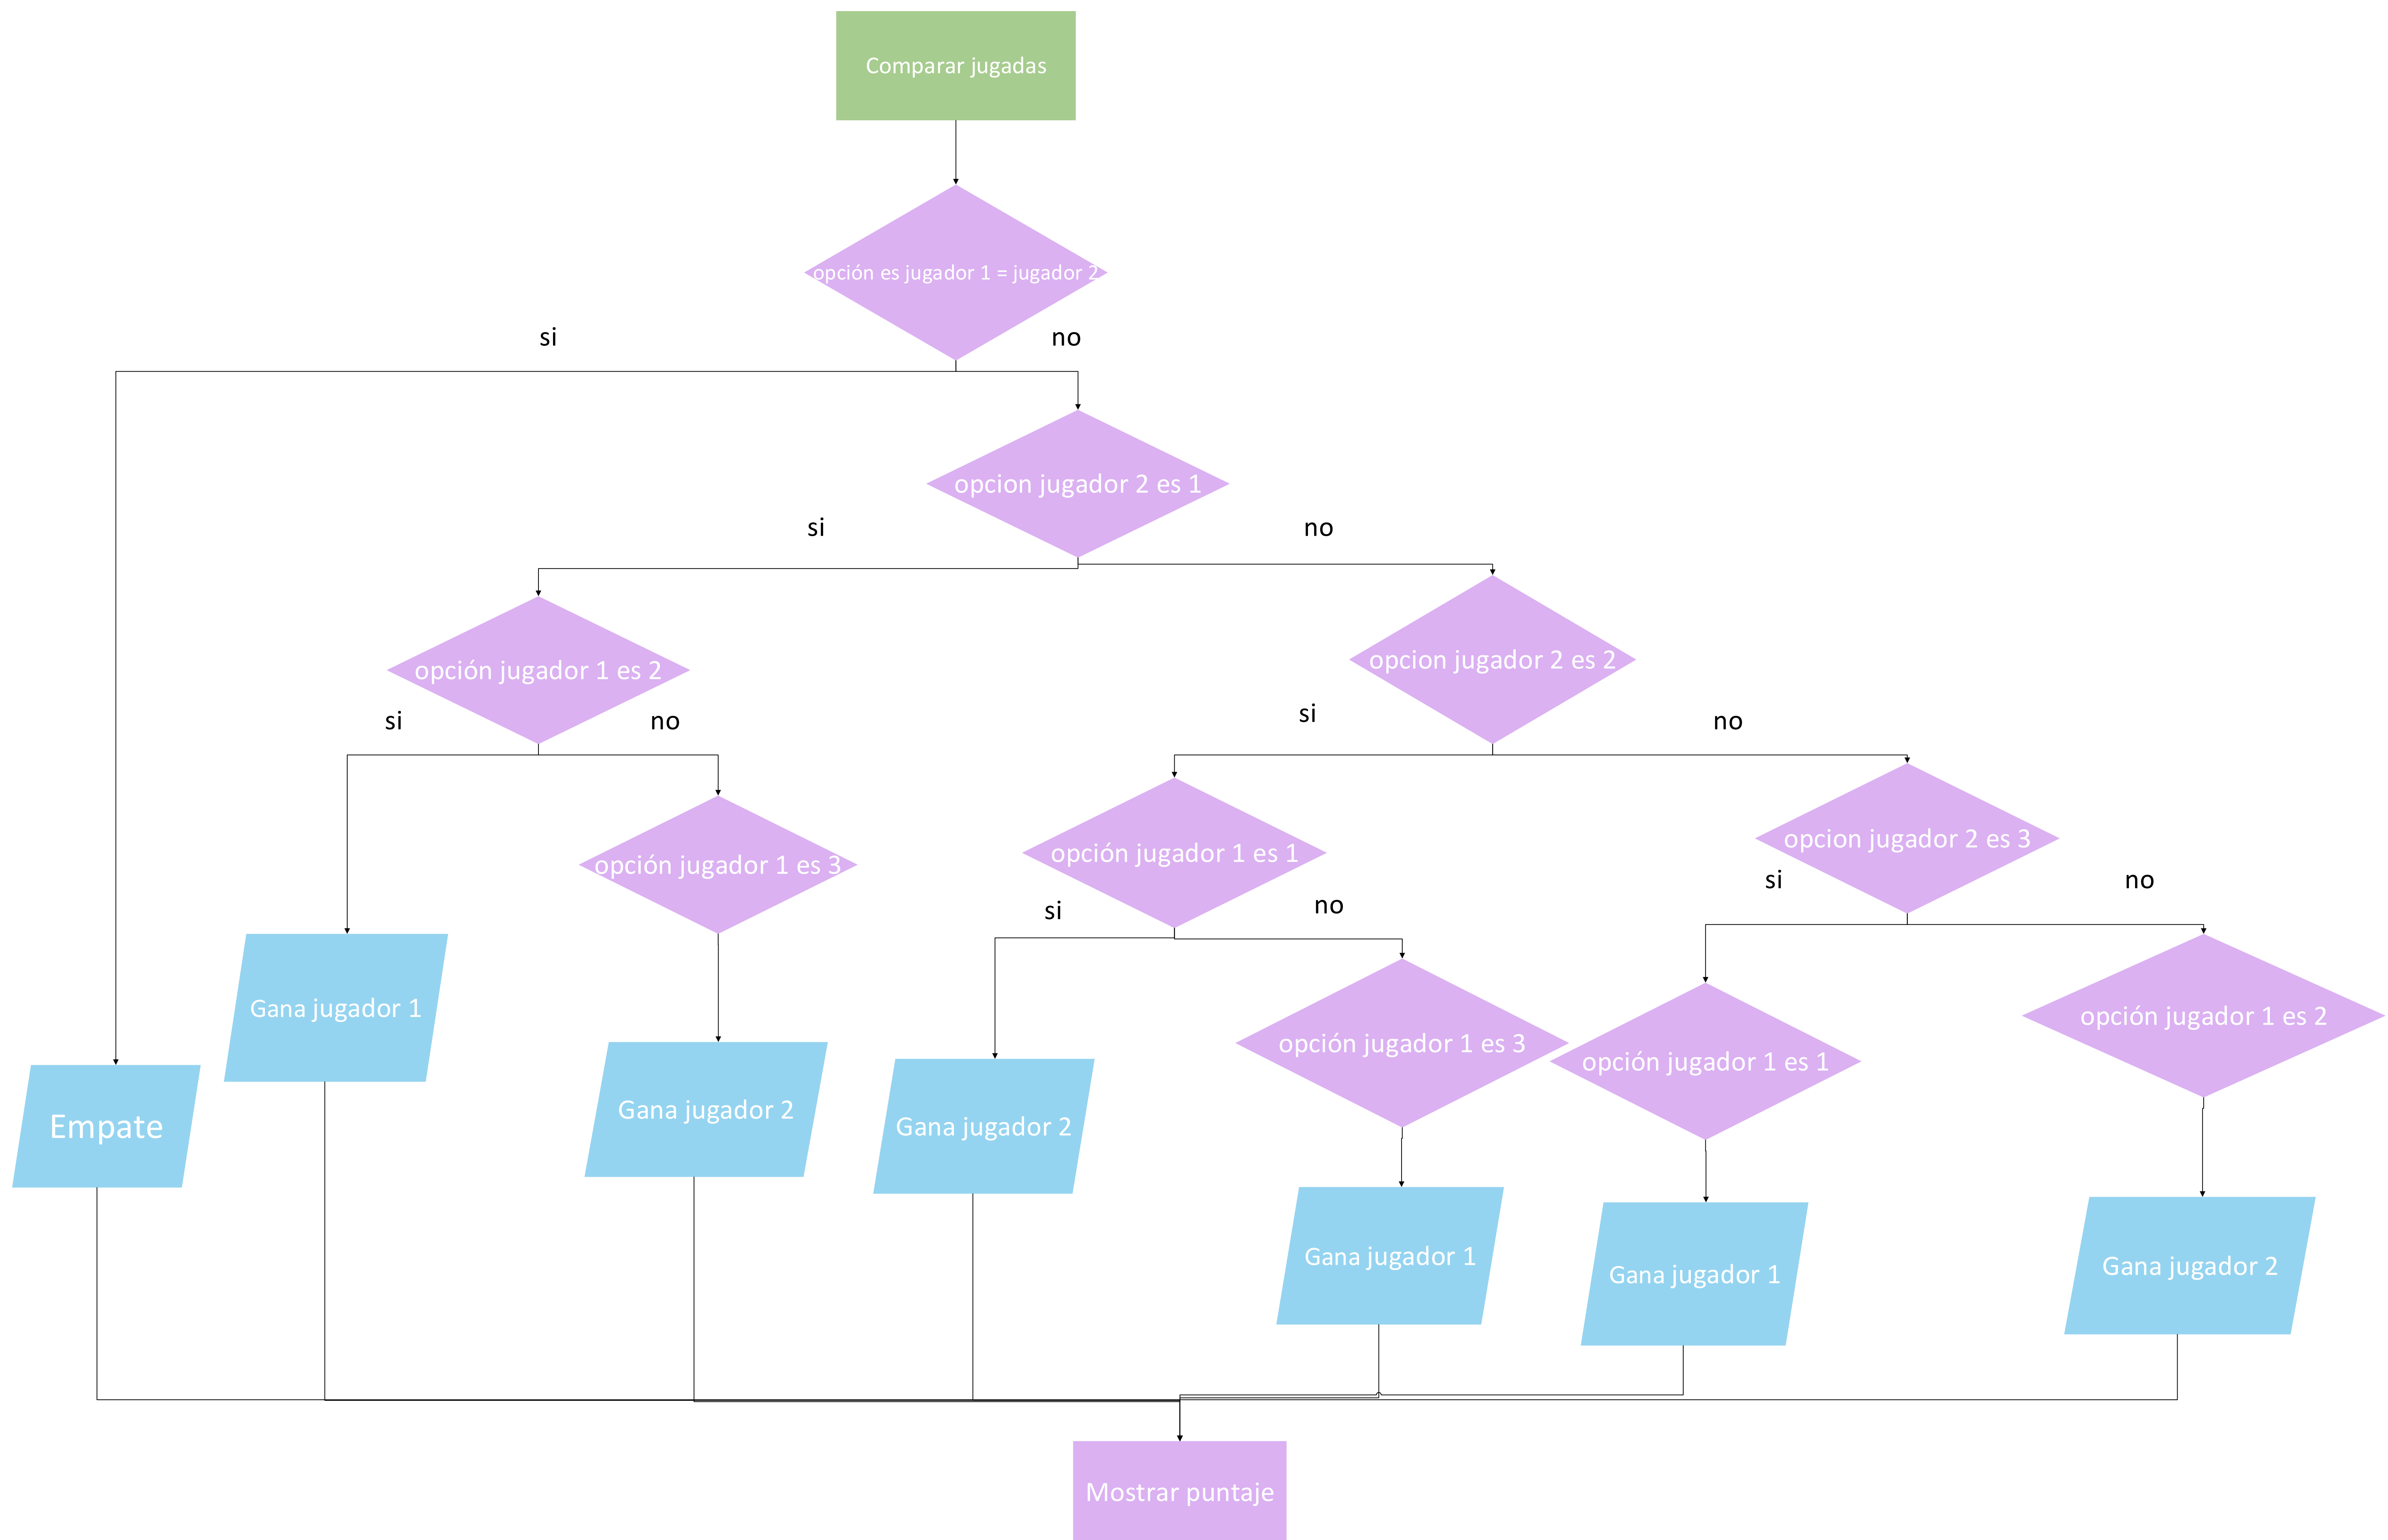 Comparar jugadas
opción es jugador 1 = jugador 2
si
no
opcion jugador 2 es 1
si
no
opción jugador 1 es 2
opcion jugador 2 es 2
si
no
si
no
opción jugador 1 es 3
opción jugador 1 es 1
opcion jugador 2 es 3
si
no
si
no
Gana jugador 1
opción jugador 1 es 3
opción jugador 1 es 1
opción jugador 1 es 2
Empate
Gana jugador 2
Gana jugador 2
Gana jugador 1
Gana jugador 1
Gana jugador 2
Mostrar puntaje